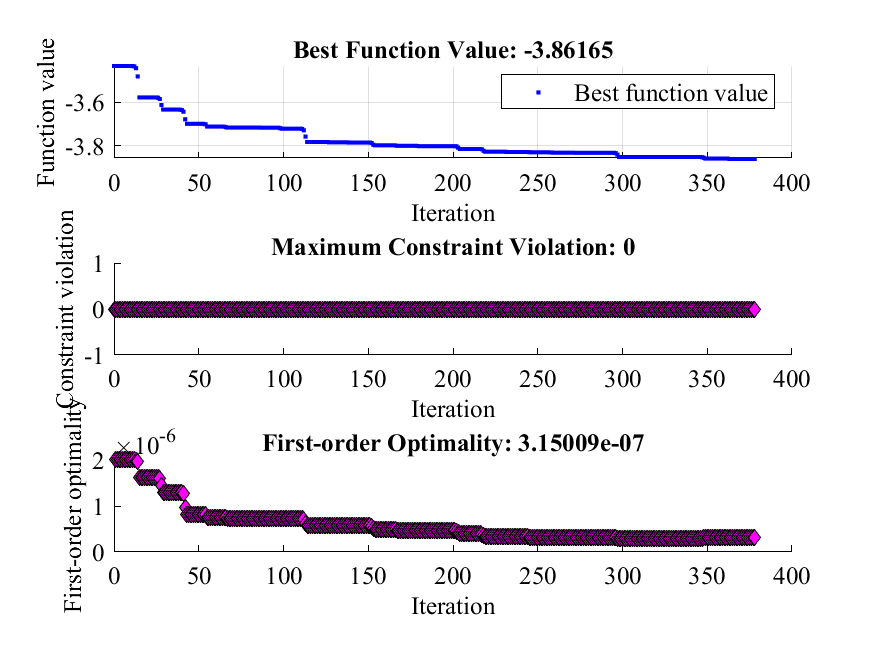 Best Function Value: -3.86165
Function value
-3.6
-3.8
Best function value
0 50 100 150 200 250 300 350 400
Iteration
Maximum Constraint Violation: 0
Constraint violation
1
0
-1
0 50 100 150 200 250 300 350 400
Iteration
First-order Optimality: 3.15009e-07
First-order optimality
×10⁻⁶
2
1
0
0 50 100 150 200 250 300 350 400
Iteration